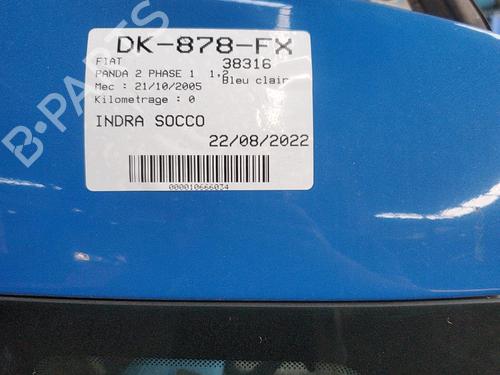 DK-878-FX
FIAT 38316
PANDA 2 PHASE 1 1,2
Bleu clair
Mec : 21/10/2005
Kilometrage : 0
INDRA SOCCO
22/08/2022
000010666034
B-PARTS